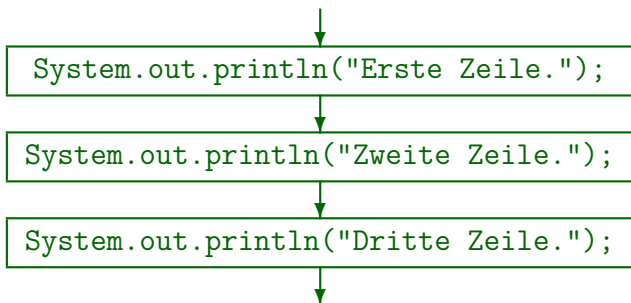 System.out.println("Erste Zeile.");
System.out.println("Zweite Zeile.");
System.out.println("Dritte Zeile.");